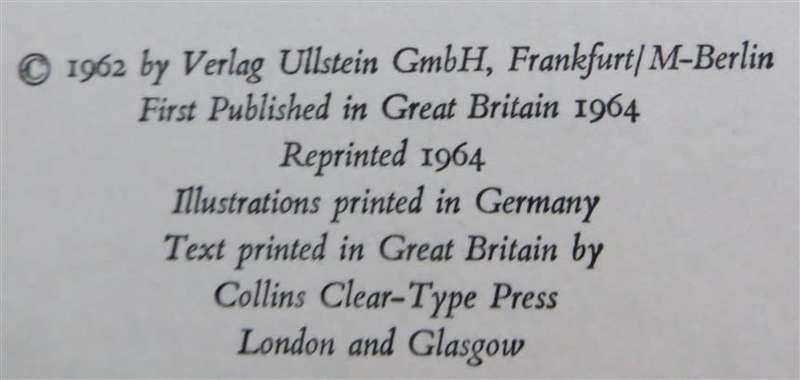 © 1962 by Verlag Ullstein GmbH, Frankfurt/M-Berlin
First Published in Great Britain 1964
Reprinted 1964
Illustrations printed in Germany
Text printed in Great Britain by
Collins Clear-Type Press
London and Glasgow